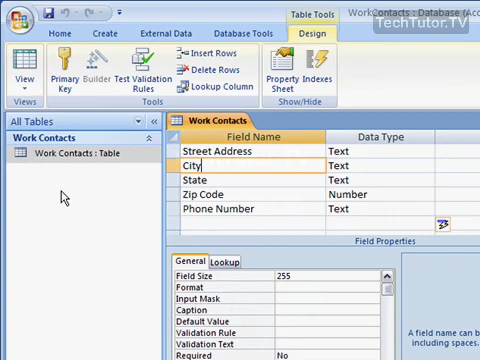 Table Tools
WorkContacts : Database (Acc
TechTutor.TV
Home
Create
External Data
Database Tools
Design
View
Primary
Key
Builder
Test Validation
Rules
Insert Rows
Delete Rows
Lookup Column
Property
Sheet
Indexes
Views
Tools
Show/Hide
All Tables
Work Contacts
Work Contacts : Table
Work Contacts
Field Name
Data Type
Street Address
Text
City
Text
State
Text
Zip Code
Number
Phone Number
Text
Field Properties
General
Lookup
Field Size
255
Format
Input Mask
Caption
Default Value
Validation Rule
Validation Text
Required
No
A field name can b
including spaces.